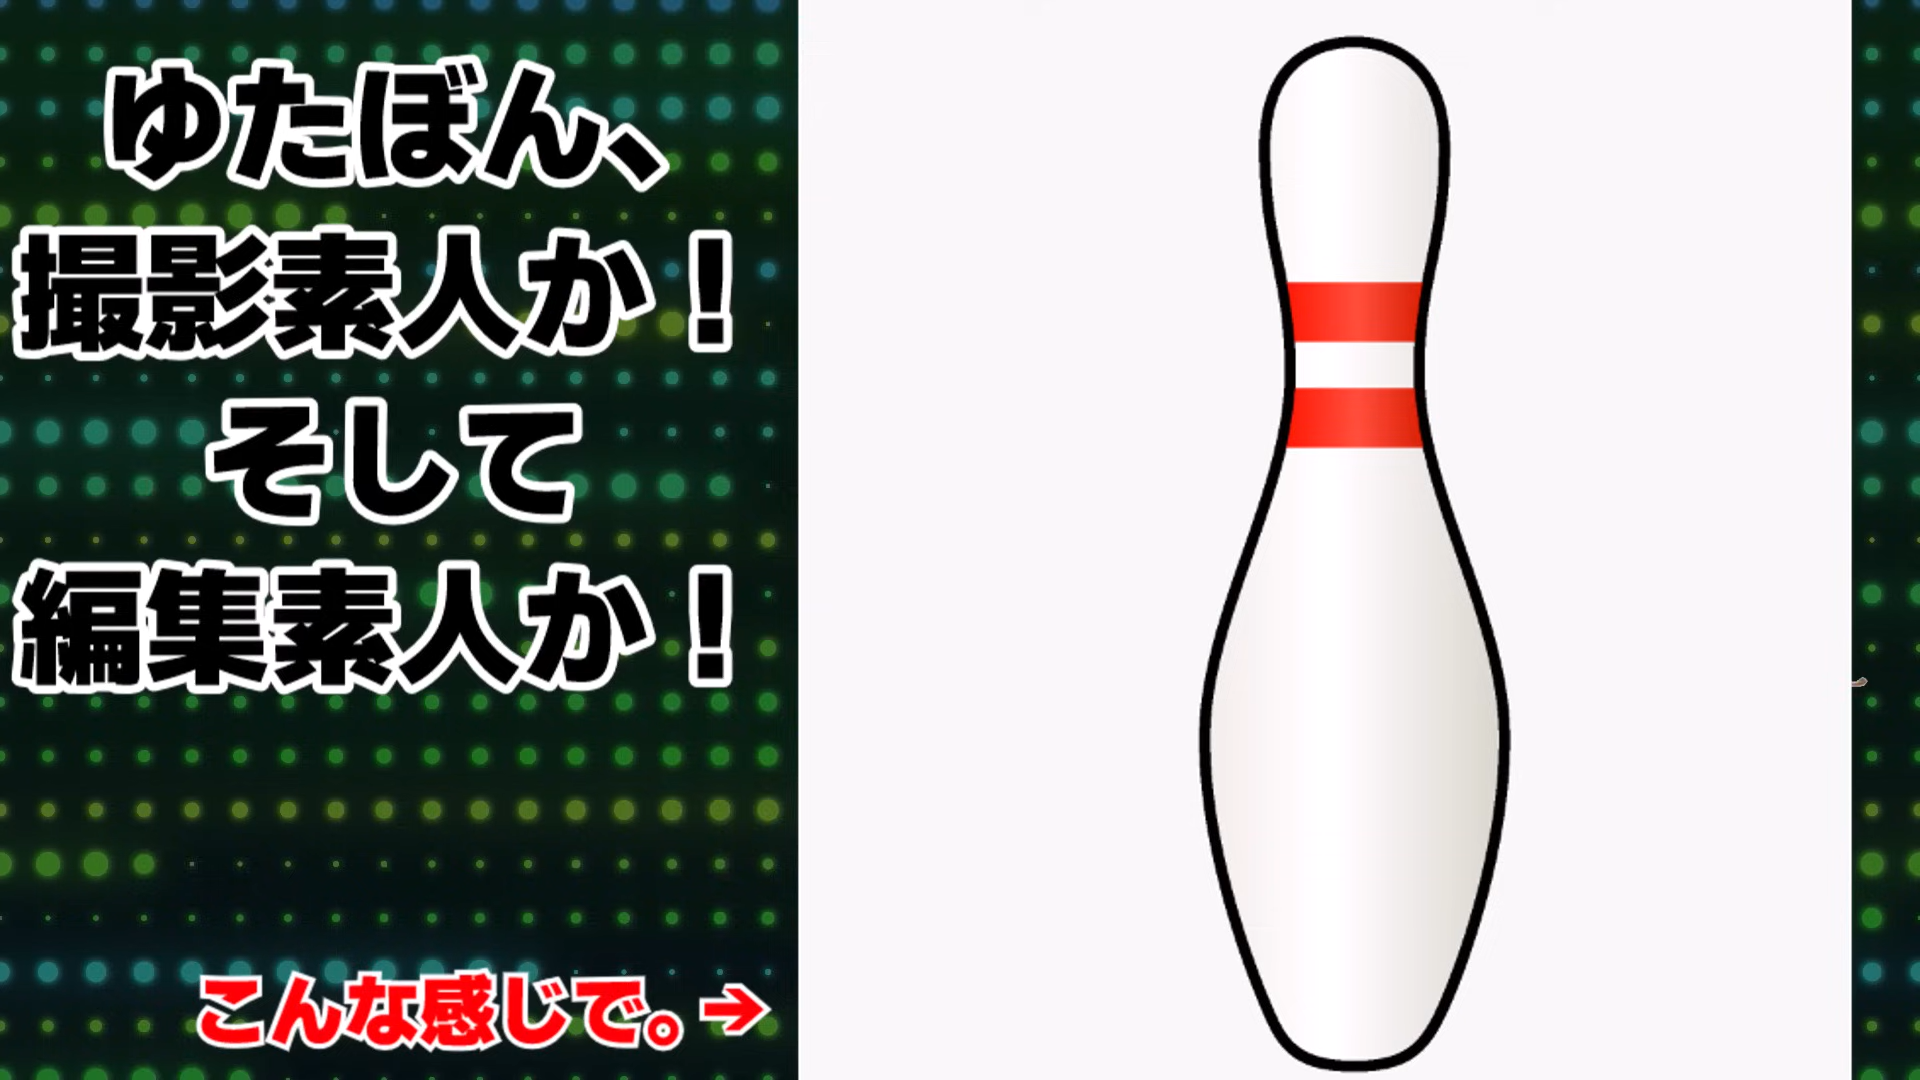 ゆたぼん、
撮影素人か！
そして
編集素人か！
こんな感じで。→